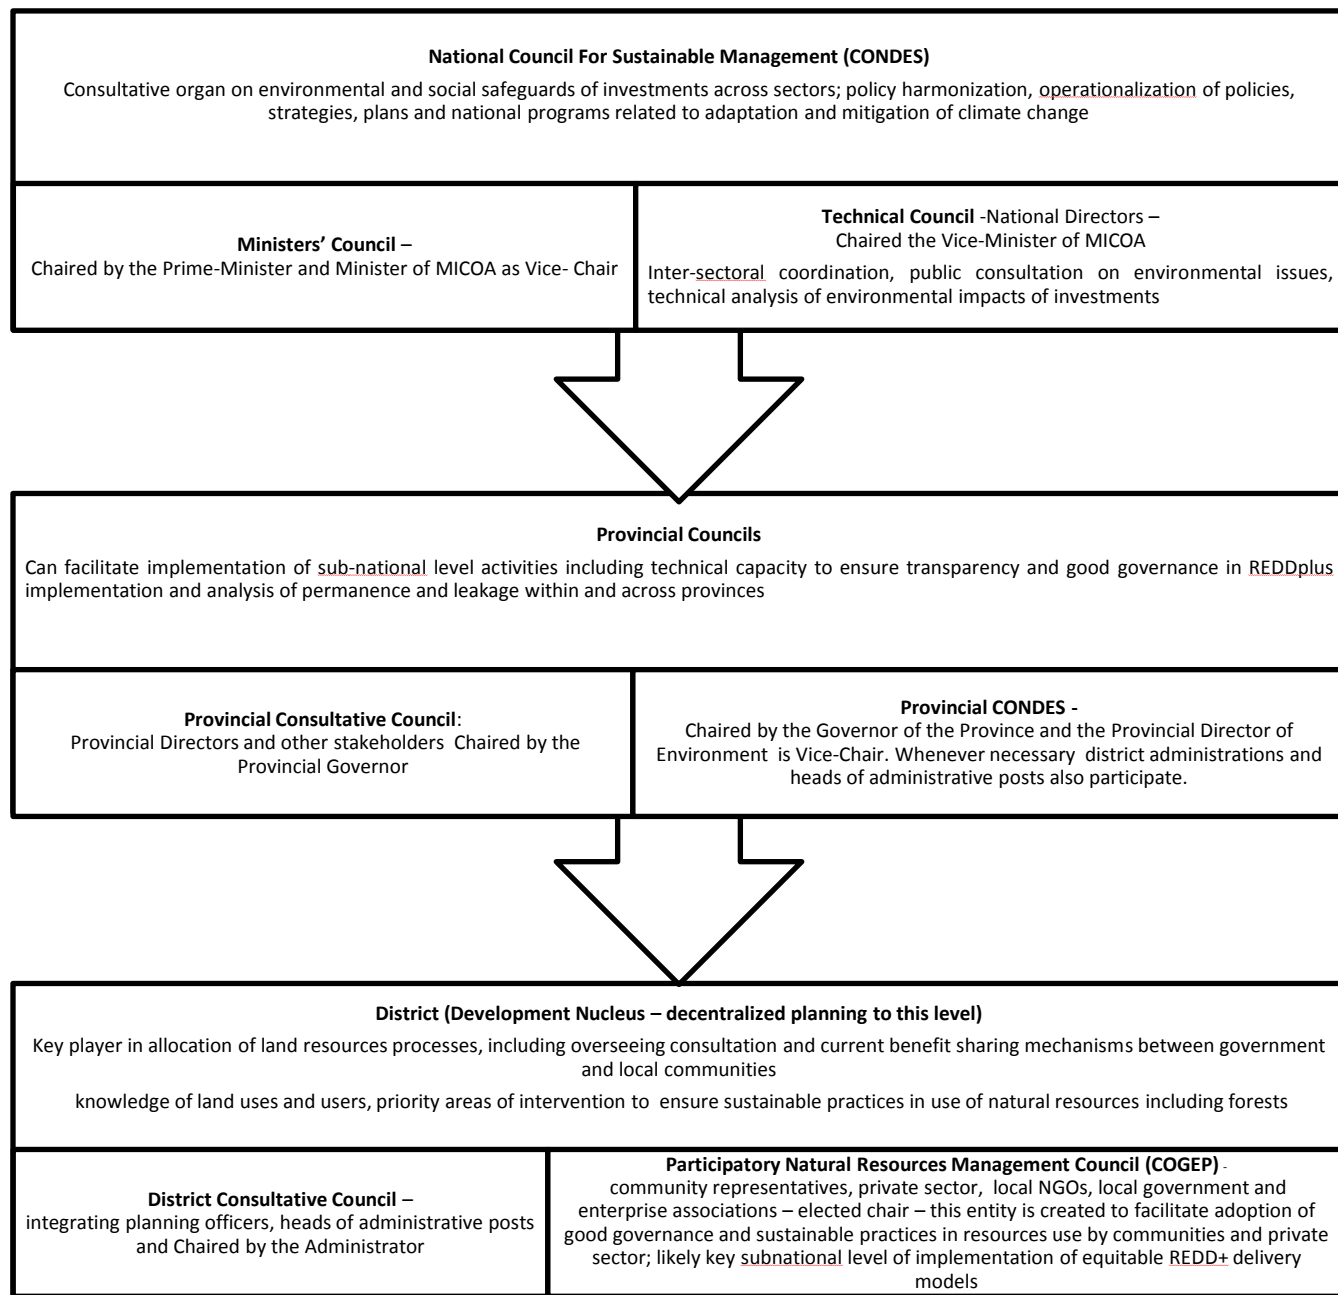 National Council For Sustainable Management (CONDES)
Consultative organ on environmental and social safeguards of investments across sectors; policy harmonization, operationalization of policies,
strategies, plans and national programs related to adaptation and mitigation of climate change
Ministers’ Council –
Chaired by the Prime-Minister and Minister of MICOA as Vice- Chair
Technical Council -National Directors –
Chaired the Vice-Minister of MICOA
Inter-sectoral coordination, public consultation on environmental issues,
technical analysis of environmental impacts of investments
Provincial Councils
Can facilitate implementation of sub-national level activities including technical capacity to ensure transparency and good governance in REDDplus
implementation and analysis of permanence and leakage within and across provinces
Provincial Consultative Council:
Provincial Directors and other stakeholders Chaired by the
Provincial Governor
Provincial CONDES -
Chaired by the Governor of the Province and the Provincial Director of
Environment is Vice-Chair. Whenever necessary district administrations and
heads of administrative posts also participate.
District (Development Nucleus – decentralized planning to this level)
Key player in allocation of land resources processes, including overseeing consultation and current benefit sharing mechanisms between government
and local communities
knowledge of land uses and users, priority areas of intervention to ensure sustainable practices in use of natural resources including forests
District Consultative Council –
integrating planning officers, heads of administrative posts
and Chaired by the Administrator
Participatory Natural Resources Management Council (COGEP) -
community representatives, private sector, local NGOs, local government and
enterprise associations – elected chair – this entity is created to facilitate adoption of
good governance and sustainable practices in resources use by communities and private
sector; likely key subnational level of implementation of equitable REDD+ delivery
models